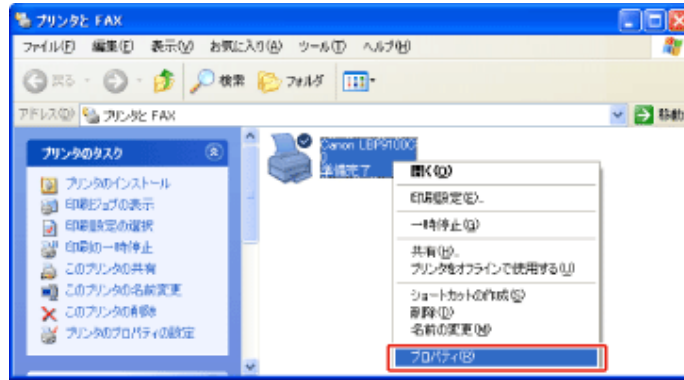 プリンタと FAX
ファイル(F) 編集(E) 表示(V) お気に入り(A) ツール(T) ヘルプ(H)
戻る 検索 フォルダ
アドレス(D) プリンタと FAX 移動
プリンタのタスク
プリンタのインストール
印刷ジョブの表示
印刷設定の選択
印刷の一時停止
このプリンタの共有
このプリンタの名前変更
このプリンタの削除
プリンタのプロパティの設定
Canon LBP9100C
0
準備完了
開く(O)
印刷設定(E)...
一時停止(G)
共有(H)...
プリンタをオフラインで使用する(U)
ショートカットの作成(S)
削除(D)
名前の変更(M)
プロパティ(R)